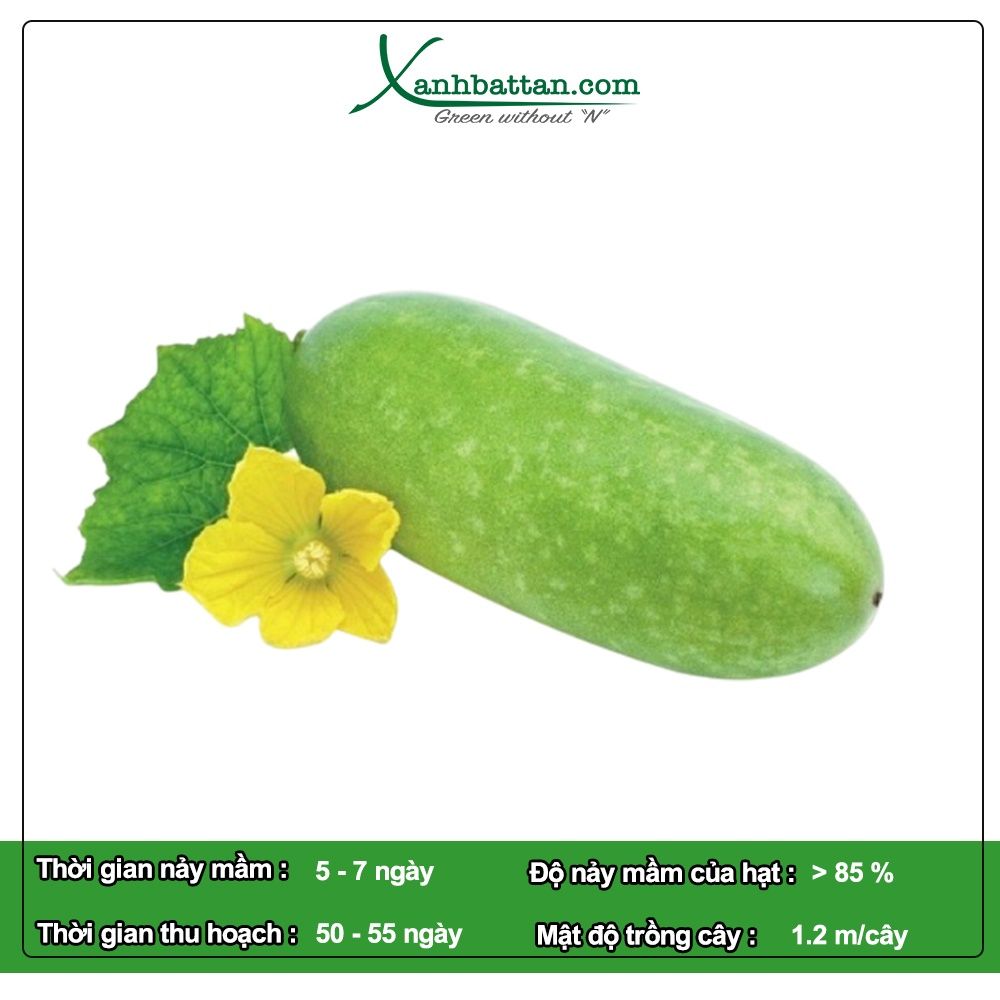 Xanhbattan.com
Green without "N"
Thời gian nảy mầm : 5 - 7 ngày
Độ nảy mầm của hạt : > 85 %
Thời gian thu hoạch : 50 - 55 ngày
Mật độ trồng cây : 1.2 m/cây